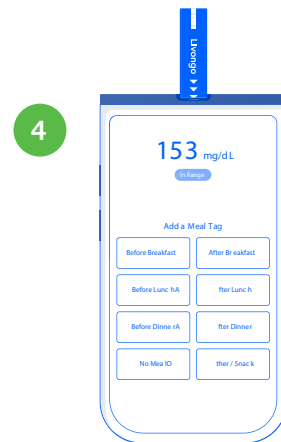 Livongo
4
153 mg/dL
In Range
Add a Meal Tag
Before Breakfast After Br eakfast
Before Lunc hA fter Lunc h
Before Dinne rA fter Dinner
No Mea lO ther / Snac k